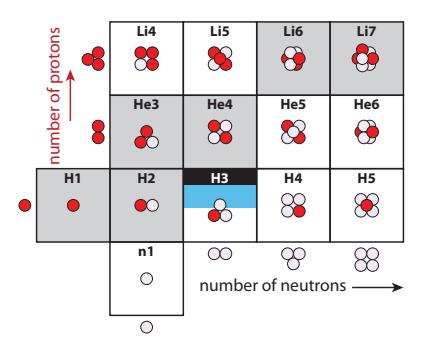 Li4 Li5 Li6 Li7
He3 He4 He5 He6
H1 H2 H3 H4 H5
n1
number of protons
number of neutrons